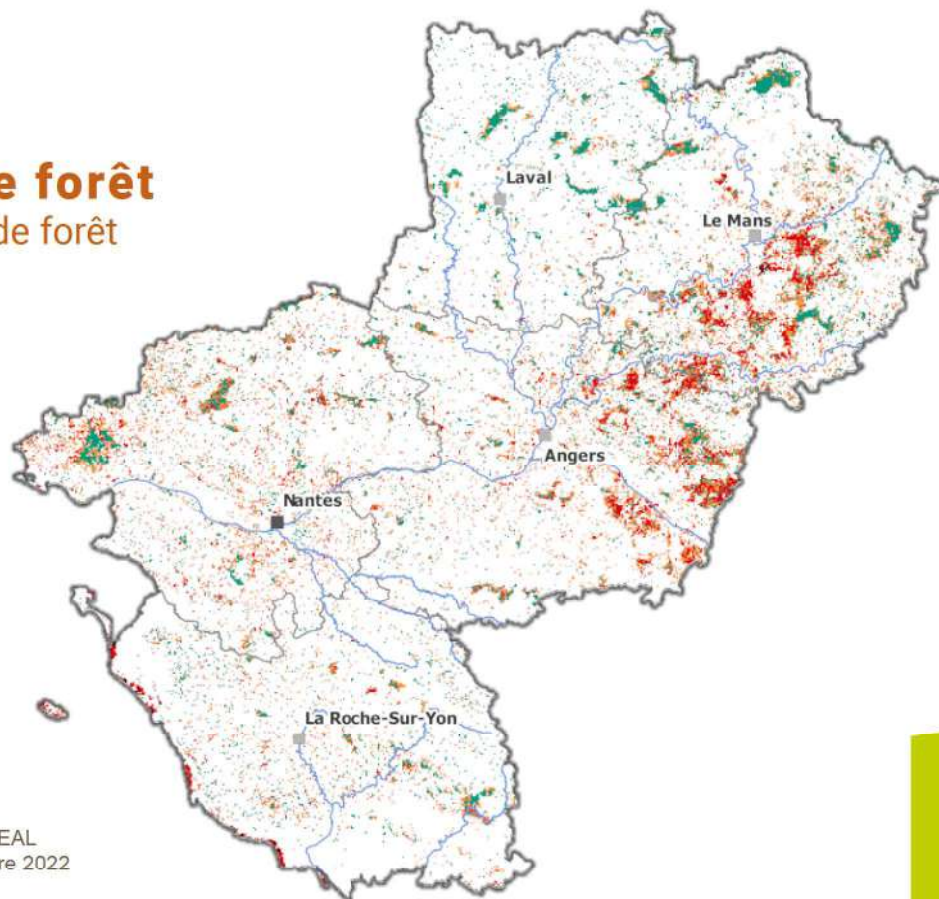 e forêt
de forêt
Laval
Le Mans
Angers
Nantes
La Roche-Sur-Yon
EAL
re 2022